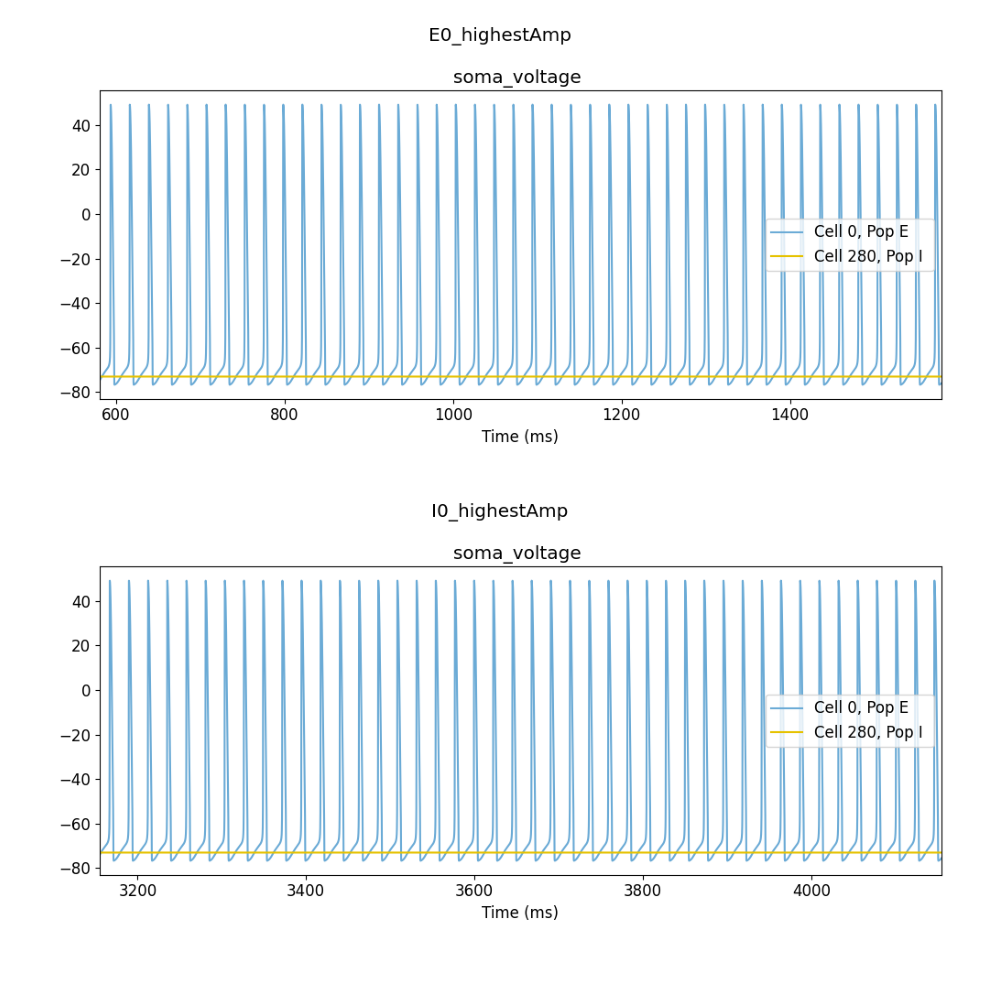 E0_highestAmp
soma_voltage
40
20
0
−20
−40
−60
−80
Cell 0, Pop E
Cell 280, Pop I
600 800 1000 1200 1400
Time (ms)
I0_highestAmp
soma_voltage
40
20
0
−20
−40
−60
−80
Cell 0, Pop E
Cell 280, Pop I
3200 3400 3600 3800 4000
Time (ms)